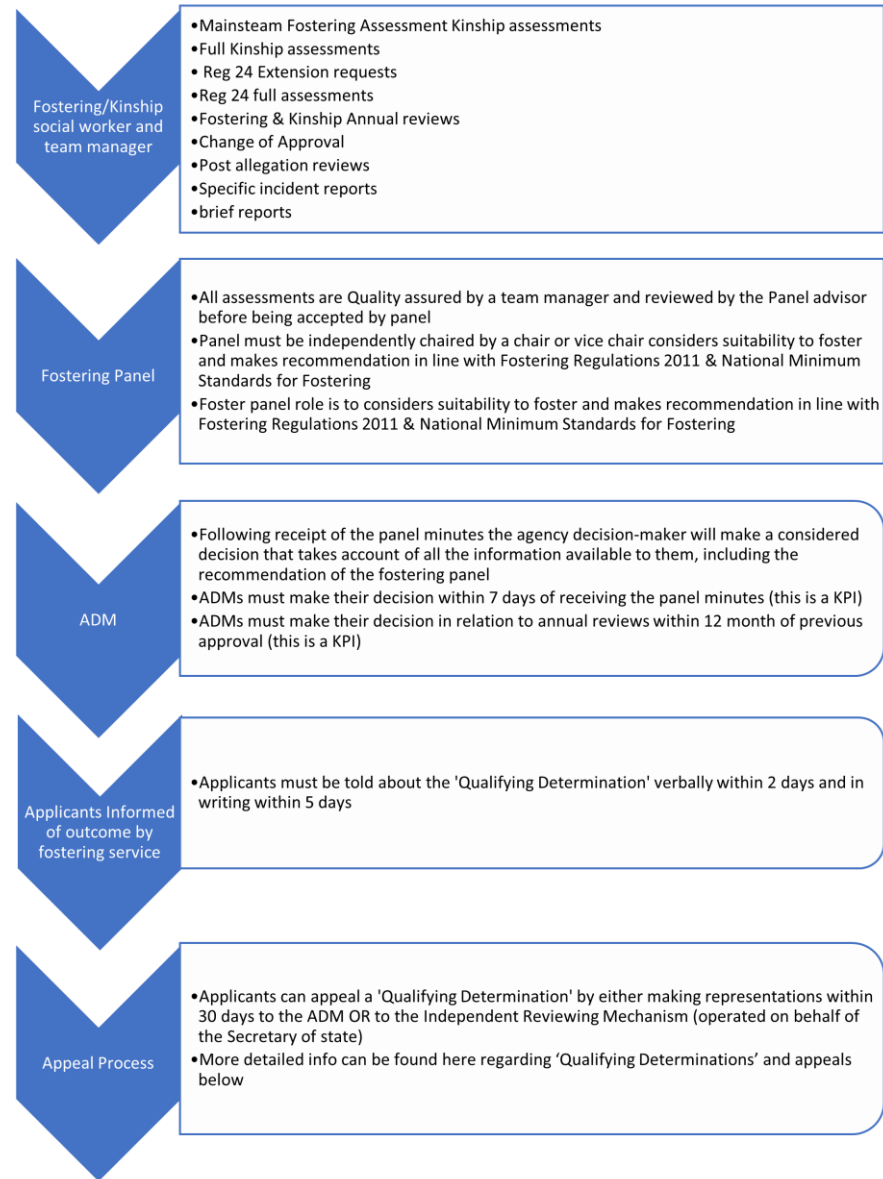 Fostering/Kinship
social worker and
team manager
•Mainsteam Fostering Assessment Kinship assessments
•Full Kinship assessments
• Reg 24 Extension requests
•Reg 24 full assessments
•Fostering & Kinship Annual reviews
•Change of Approval
•Post allegation reviews
•Specific incident reports
•brief reports
Fostering Panel
•All assessments are Quality assured by a team manager and reviewed by the Panel advisor
before being accepted by panel
•Panel must be independently chaired by a chair or vice chair considers suitability to foster
and makes recommendation in line with Fostering Regulations 2011 & National Minimum
Standards for Fostering
•Foster panel role is to considers suitability to foster and makes recommendation in line with
Fostering Regulations 2011 & National Minimum Standards for Fostering
ADM
•Following receipt of the panel minutes the agency decision-maker will make a considered
decision that takes account of all the information available to them, including the
recommendation of the fostering panel
•ADMs must make their decision within 7 days of receiving the panel minutes (this is a KPI)
•ADMs must make their decision in relation to annual reviews within 12 month of previous
approval (this is a KPI)
Applicants Informed
of outcome by
fostering service
•Applicants must be told about the 'Qualifying Determination' verbally within 2 days and in
writing within 5 days
Appeal Process
•Applicants can appeal a 'Qualifying Determination' by either making representations within
30 days to the ADM OR to the Independent Reviewing Mechanism (operated on behalf of
the Secretary of state)
•More detailed info can be found here regarding ‘Qualifying Determinations’ and appeals
below